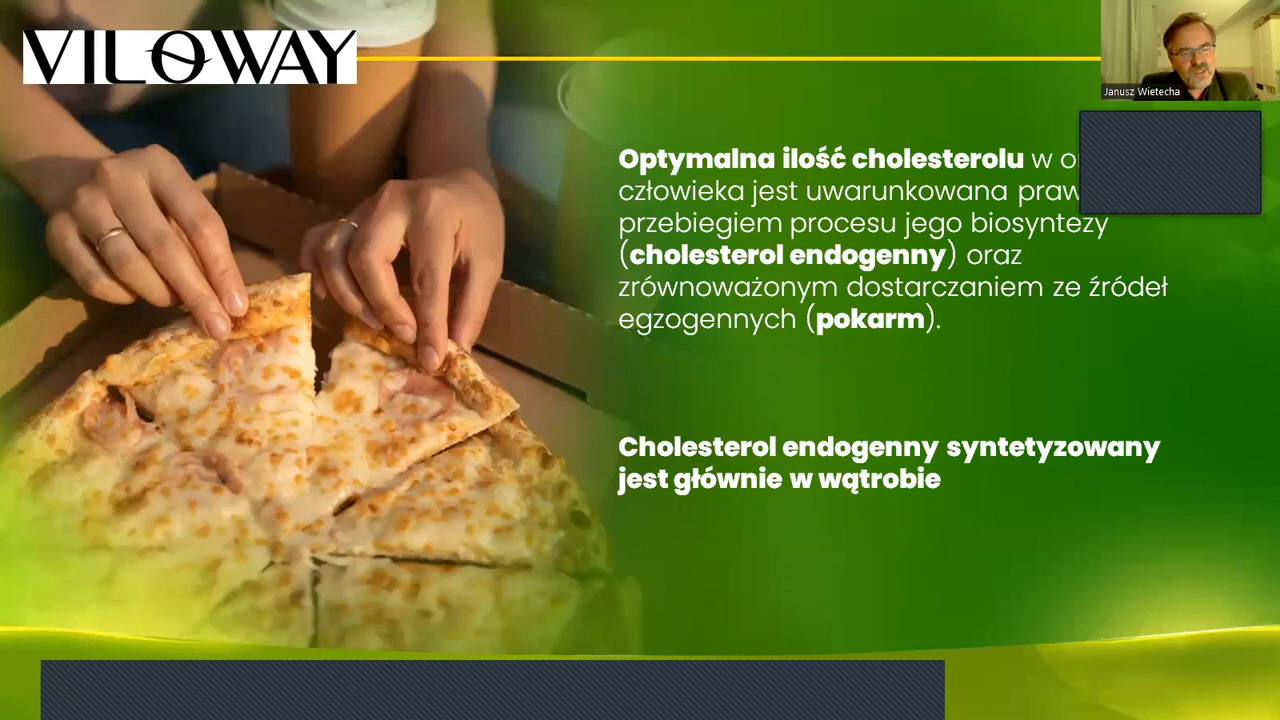 VILOWAY
Janusz Wietecha
Optymalna ilość cholesterolu w
człowieka jest uwarunkowana
przebiegiem procesu jego biosyntezy
(cholesterol endogenny) oraz
zrównoważonym dostarczaniem ze źródeł
egzogennych (pokarm).
Cholesterol endogenny syntetyzowany
jest głównie w wątrobie